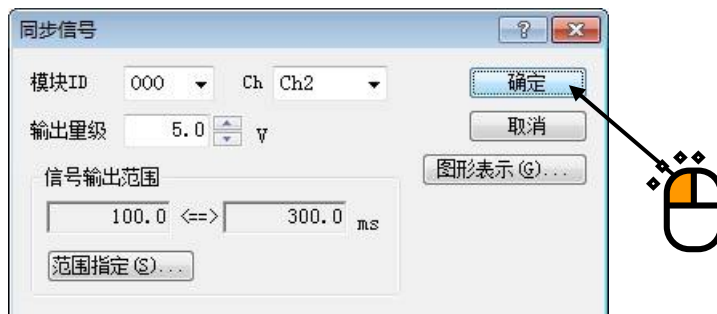 同步信号
模块ID 000 Ch Ch2 确定
输出量级 5.0 V 取消
图形表示(G)...
信号输出范围
100.0 <==> 300.0 ms
范围指定(S)...